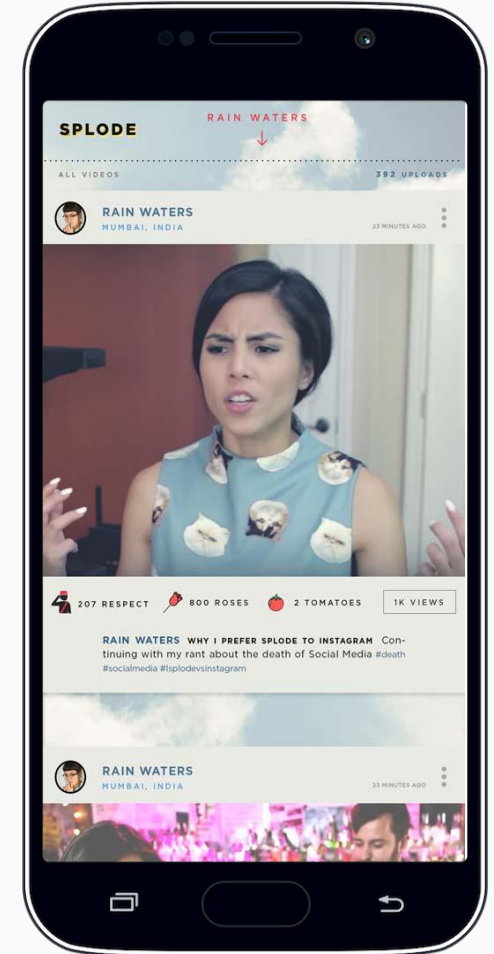 RAIN WATERS
SPLODE
ALL VIDEOS 392 UPLOADS
RAIN WATERS
MUMBAI, INDIA 23 MINUTES AGO
207 RESPECT 800 ROSES 2 TOMATOES 1K VIEWS
RAIN WATERS WHY I PREFER SPLODE TO INSTAGRAM Con-
tinuing with my rant about the death of Social Media #death
#socialmedia #Isplodevsinstagram
RAIN WATERS
MUMBAI, INDIA 23 MINUTES AGO